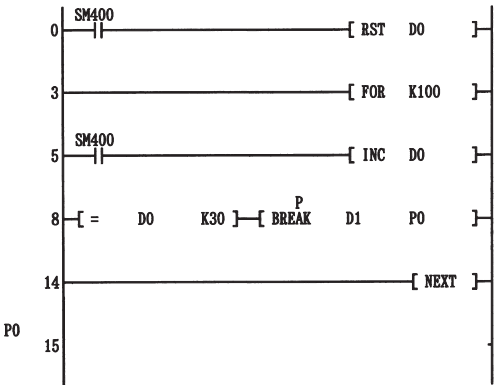 SM400
0 [ RST D0 ]
3 [ FOR K100 ]
SM400
5 [ INC D0 ]
P
8 [ = D0 K30 ] [ BREAK D1 P0 ]
14 [ NEXT ]
P0
15